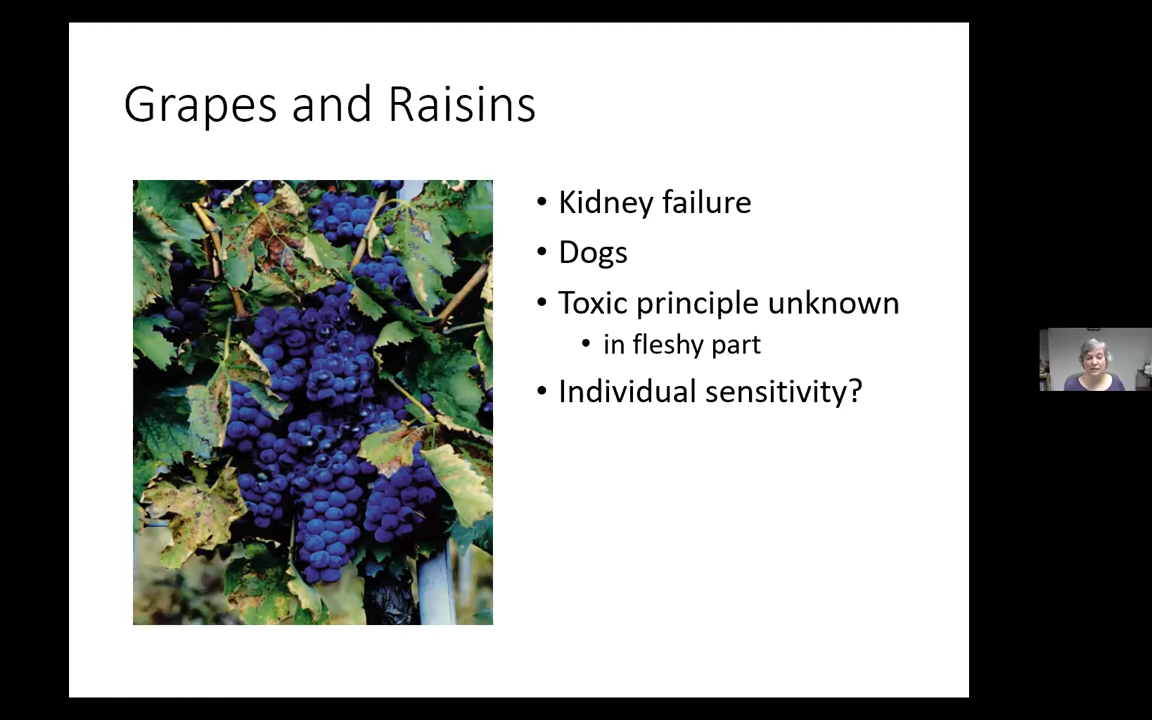 Grapes and Raisins
• Kidney failure
• Dogs
• Toxic principle unknown
• in fleshy part
• Individual sensitivity?